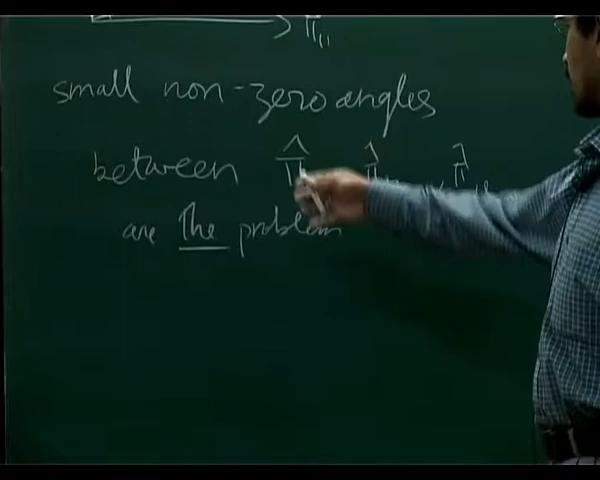 small non-zero angles
between
are the problem